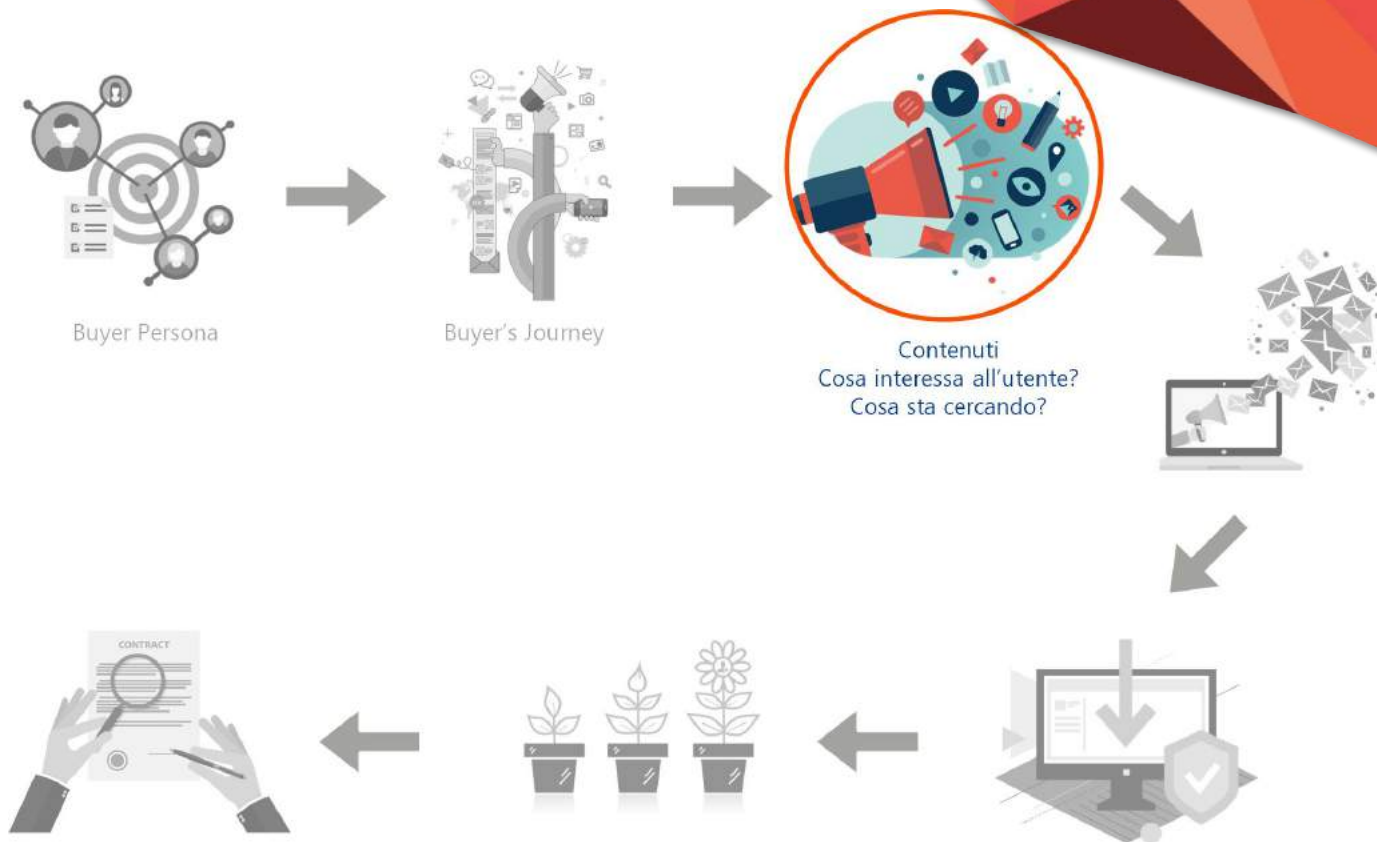 Buyer Persona
Buyer's Journey
Contenuti
Cosa interessa all'utente?
Cosa sta cercando?
CONTRACT